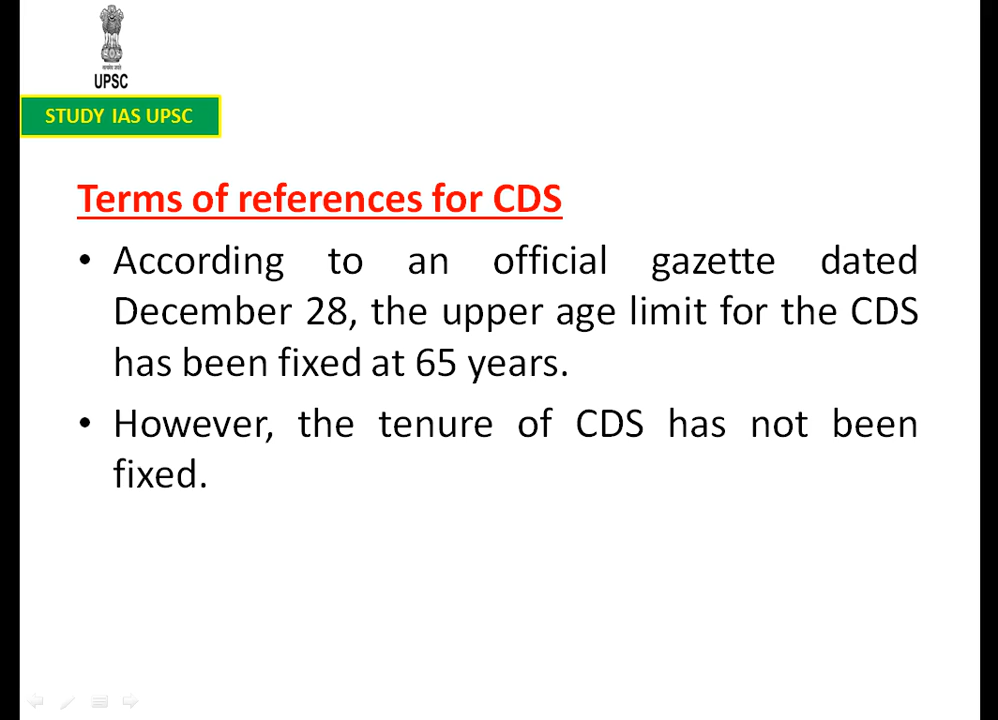 UPSC
STUDY IAS UPSC
Terms of references for CDS
• According to an official gazette dated
December 28, the upper age limit for the CDS
has been fixed at 65 years.
• However, the tenure of CDS has not been
fixed.